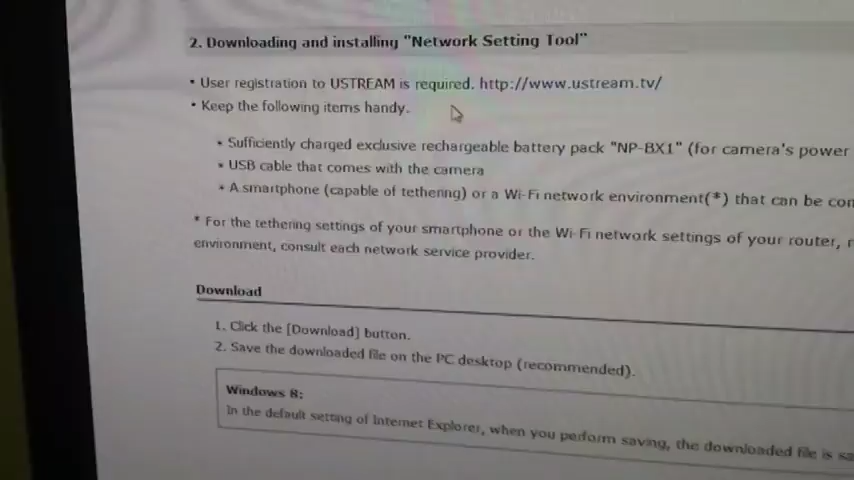 2. Downloading and installing "Network Setting Tool"
• User registration to USTREAM is required. http://www.ustream.tv/
• Keep the following items handy.
• Sufficiently charged exclusive rechargeable battery pack "NP-BX1" (for camera's power
• USB cable that comes with the camera
• A smartphone (capable of tethering) or a Wi-Fi network environment(*) that can be con
* For the tethering settings of your smartphone or the Wi-Fi network settings of your router, r
environment, consult each network service provider.
Download
1. Click the [Download] button.
2. Save the downloaded file on the PC desktop (recommended).
Windows 8:
In the default setting of Internet Explorer, when you perform saving, the downloaded file is sa